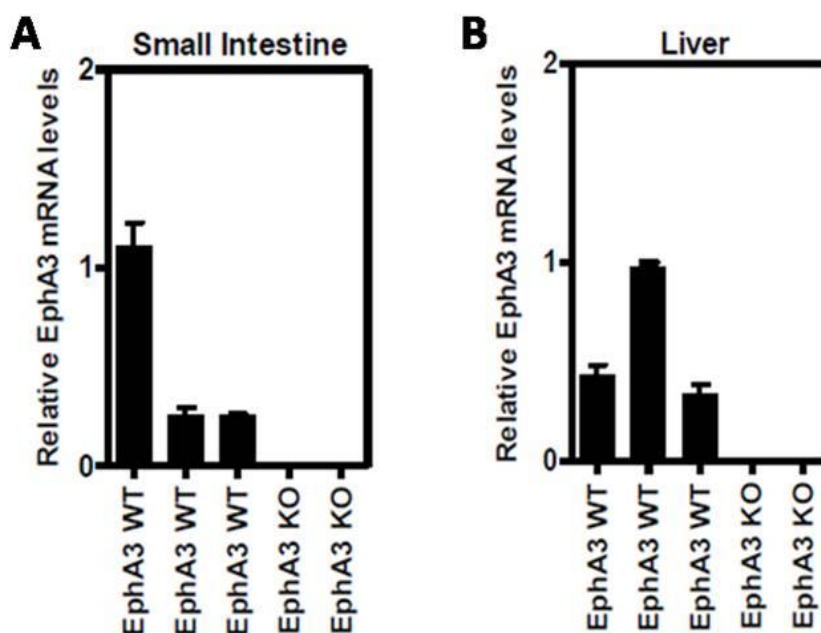 A
Small Intestine
Relative EphA3 mRNA levels
2
1
0
EphA3 WT
EphA3 WT
EphA3 WT
EphA3 KO
EphA3 KO
B
Liver
Relative EphA3 mRNA levels
2
1
0
EphA3 WT
EphA3 WT
EphA3 WT
EphA3 KO
EphA3 KO